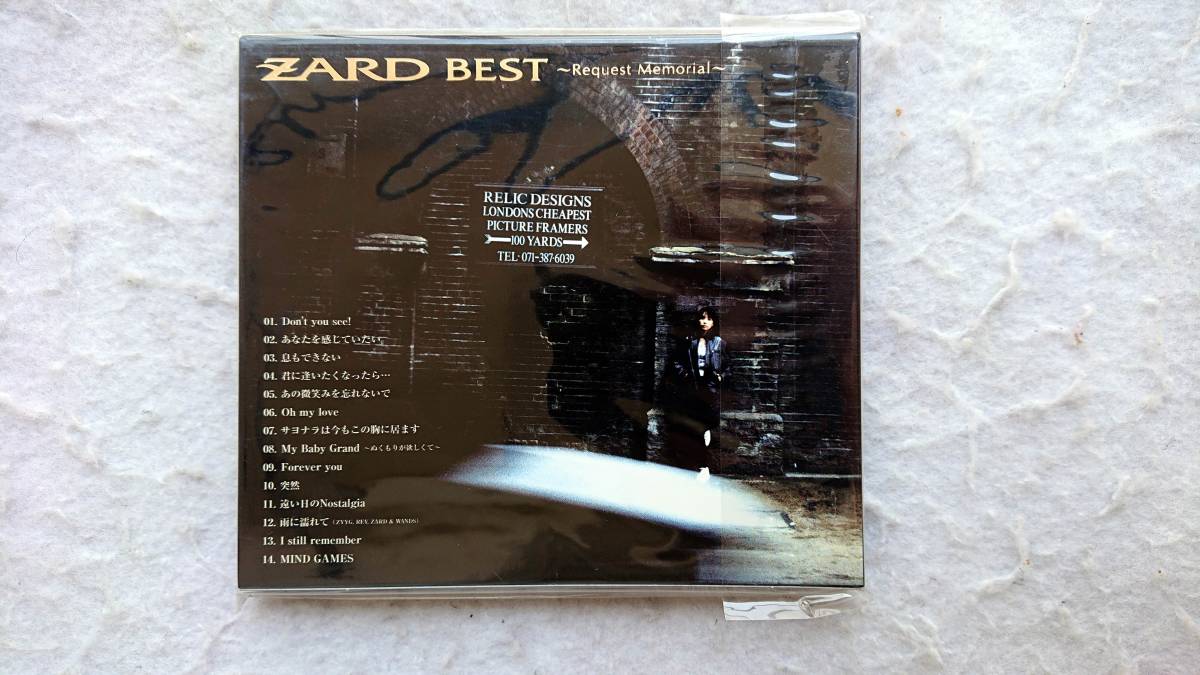 ZARD BEST ~Request Memorial~
RELIC DESIGNS
LONDONS CHEAPEST
PICTURE FRAMERS
100 YARDS
TEL· 071-387·6039
01. Don't you see!
02. あなたを感じていたい
03. 息もできない
04. 君に逢いたくなったら…
05. あの微笑みを忘れないで
06. Oh my love
07. サヨナラは今もこの胸に居ます
08. My Baby Grand ~ぬくもりが欲しくて~
09. Forever you
10. 突然
11. 遠い日のNostalgia
12. 雨に濡れて (ZYYG, REV, ZARD & WANDS)
13. I still remember
14. MIND GAMES